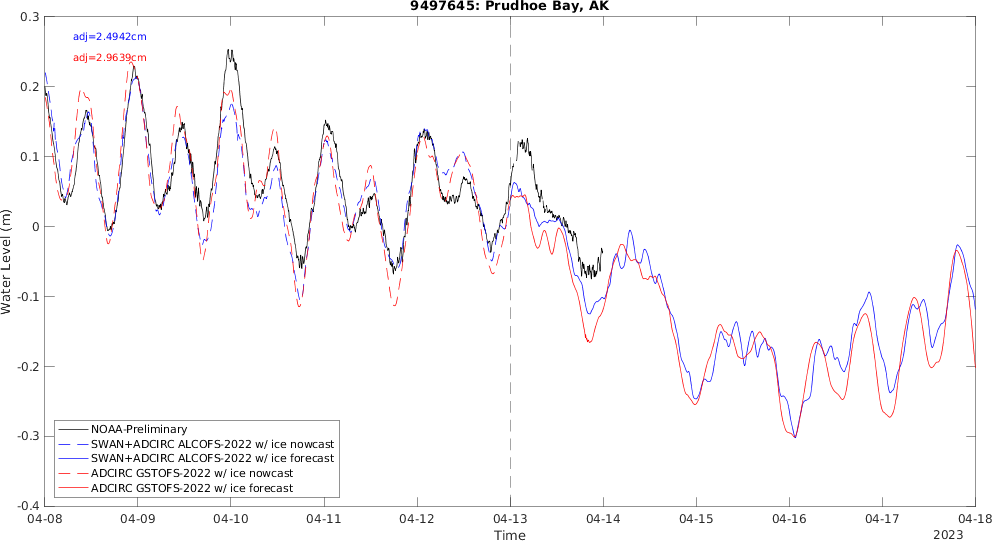 9497645: Prudhoe Bay, AK
adj=2.4942cm
adj=2.9639cm
0.3
0.2
0.1
0
-0.1
-0.2
-0.3
-0.4
Water Level (m)
NOAA-Preliminary
SWAN+ADCIRC ALCOFS-2022 w/ ice nowcast
SWAN+ADCIRC ALCOFS-2022 w/ ice forecast
ADCIRC GSTOFS-2022 w/ ice nowcast
ADCIRC GSTOFS-2022 w/ ice forecast
04-08 04-09 04-10 04-11 04-12 04-13 04-14 04-15 04-16 04-17 04-18
Time
2023